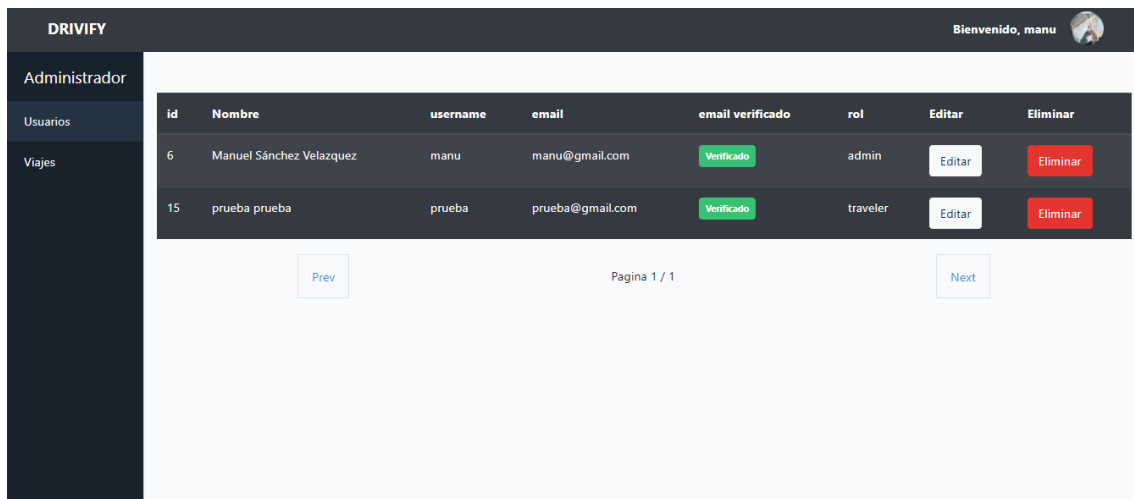 DRIVIFY
Bienvenido, manu
Administrador
Usuarios
Viajes
id Nombre username email email verificado rol Editar Eliminar
6 Manuel Sánchez Velazquez manu manu@gmail.com Verificado admin Editar Eliminar
15 prueba prueba prueba prueba@gmail.com Verificado traveler Editar Eliminar
Prev Pagina 1 / 1 Next